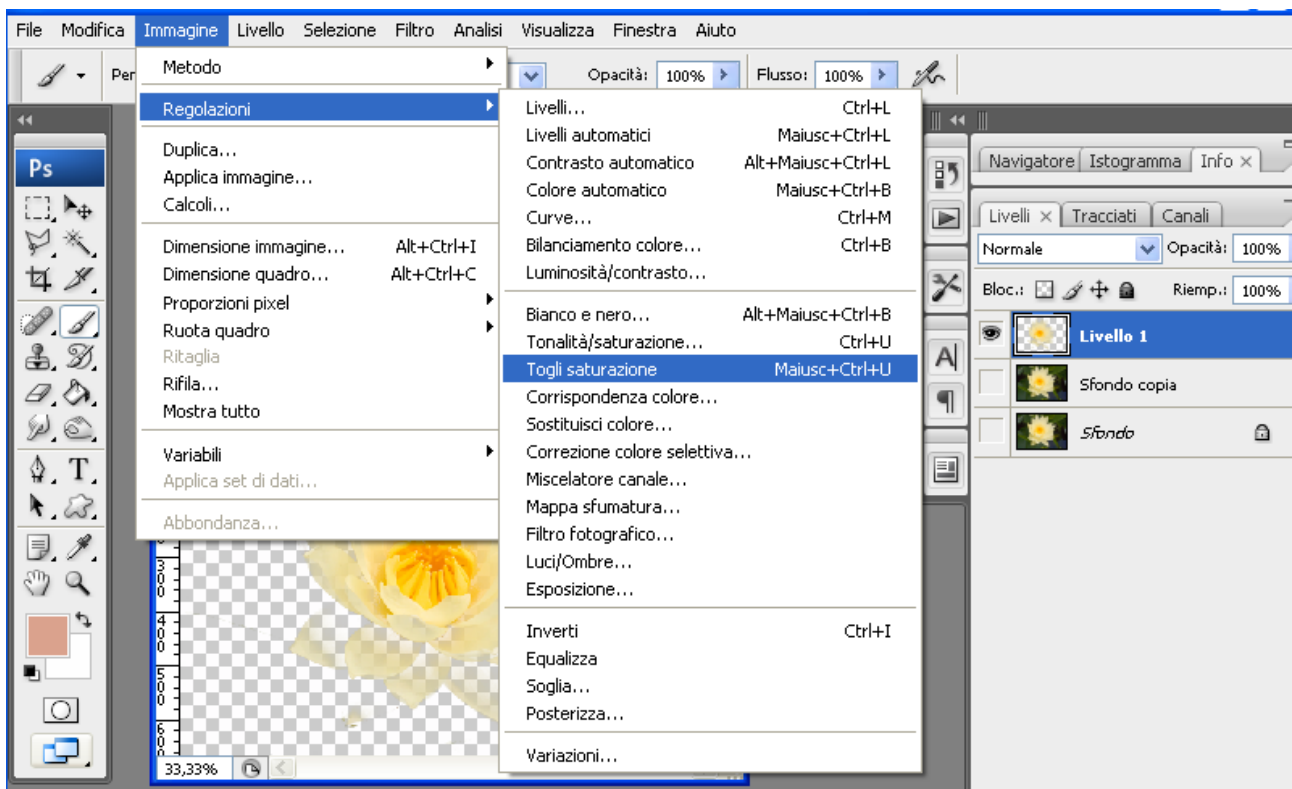 File Modifica Immagine Livello Selezione Filtro Analisi Visualizza Finestra Aiuto
Per
Opacità: 100% Flusso: 100%
Metodo
Regolazioni
Duplica...
Applica immagine...
Calcoli...
Dimensione immagine... Alt+Ctrl+I
Dimensione quadro... Alt+Ctrl+C
Proporzioni pixel
Ruota quadro
Ritaglia
Rifila...
Mostra tutto
Variabili
Applica set di dati...
Abbondanza...
Livelli... Ctrl+L
Livelli automatici Maiusc+Ctrl+L
Contrasto automatico Alt+Maiusc+Ctrl+L
Colore automatico Maiusc+Ctrl+B
Curve... Ctrl+M
Bilanciamento colore... Ctrl+B
Luminosità/contrasto...
Bianco e nero... Alt+Maiusc+Ctrl+B
Tonalità/saturazione... Ctrl+U
Togli saturazione Maiusc+Ctrl+U
Corrispondenza colore...
Sostituisci colore...
Correzione colore selettiva...
Miscelatore canale...
Mappa sfumatura...
Filtro fotografico...
Luci/Ombre...
Esposizione...
Inverti Ctrl+I
Equalizza
Soglia...
Posterizza...
Variazioni...
Ps
T
A
Navigatore Istogramma Info ×
Livelli × Tracciati Canali
Normale Opacità: 100%
Bloc.: Riemp.: 100%
Livello 1
Sfondo copia
Sfondo
300
400
500
600
33,33%